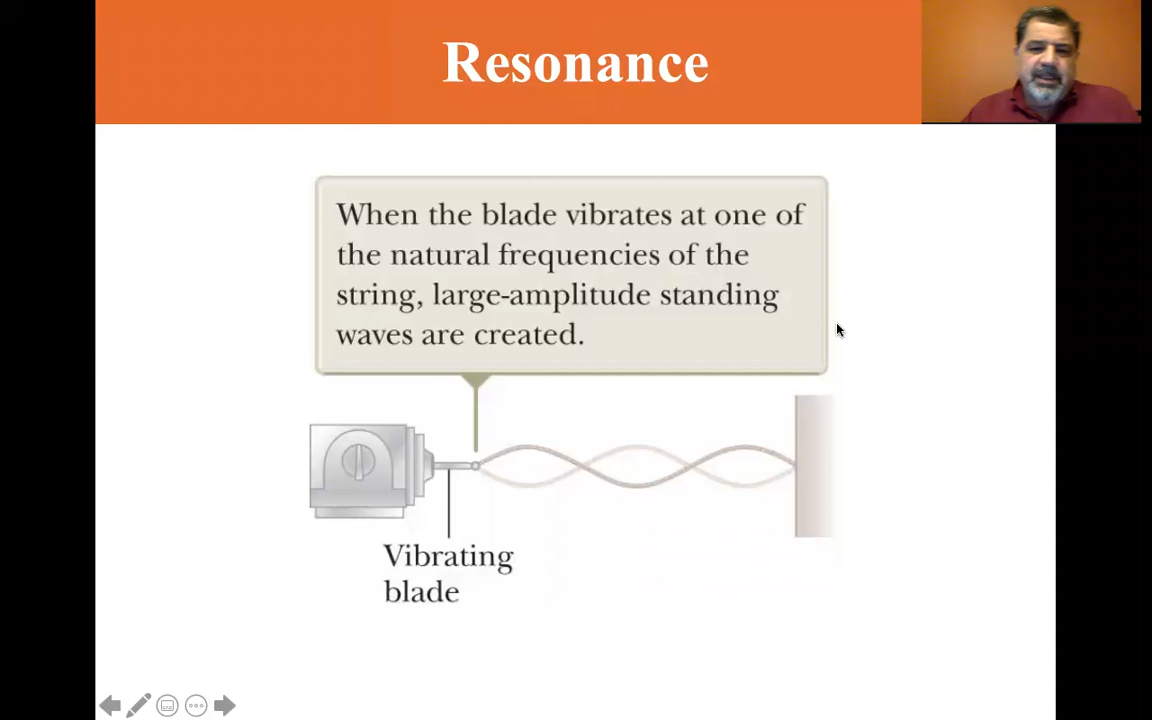 Resonance
When the blade vibrates at one of
the natural frequencies of the
string, large-amplitude standing
waves are created.
Vibrating
blade